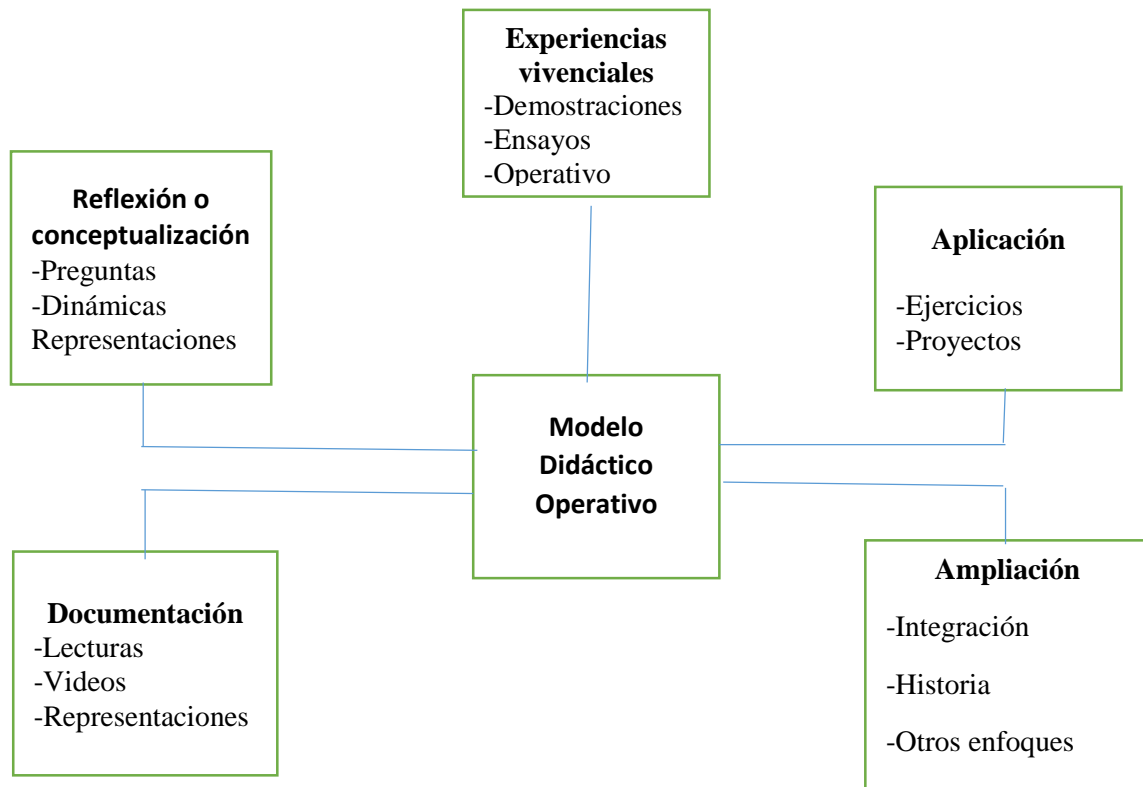 Experiencias
vivenciales
-Demostraciones
-Ensayos
-Operativo
Reflexión o
conceptualización
-Preguntas
-Dinámicas
Representaciones
Aplicación
-Ejercicios
-Proyectos
Modelo
Didáctico
Operativo
Documentación
-Lecturas
-Videos
-Representaciones
Ampliación
-Integración
-Historia
-Otros enfoques